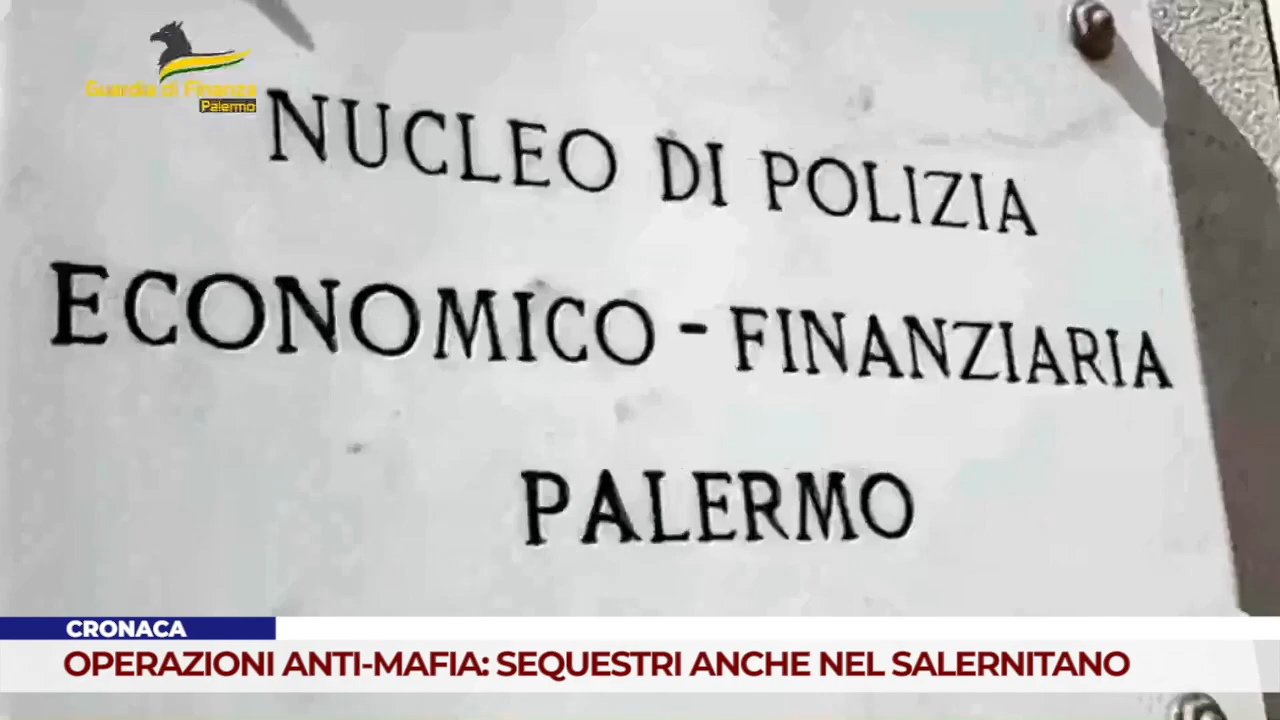 Guardia di Finanza
Palermo
NUCLEO DI POLIZIA
ECONOMICO - FINANZIARIA
PALERMO
CRONACA
OPERAZIONI ANTI-MAFIA: SEQUESTRI ANCHE NEL SALERNITANO